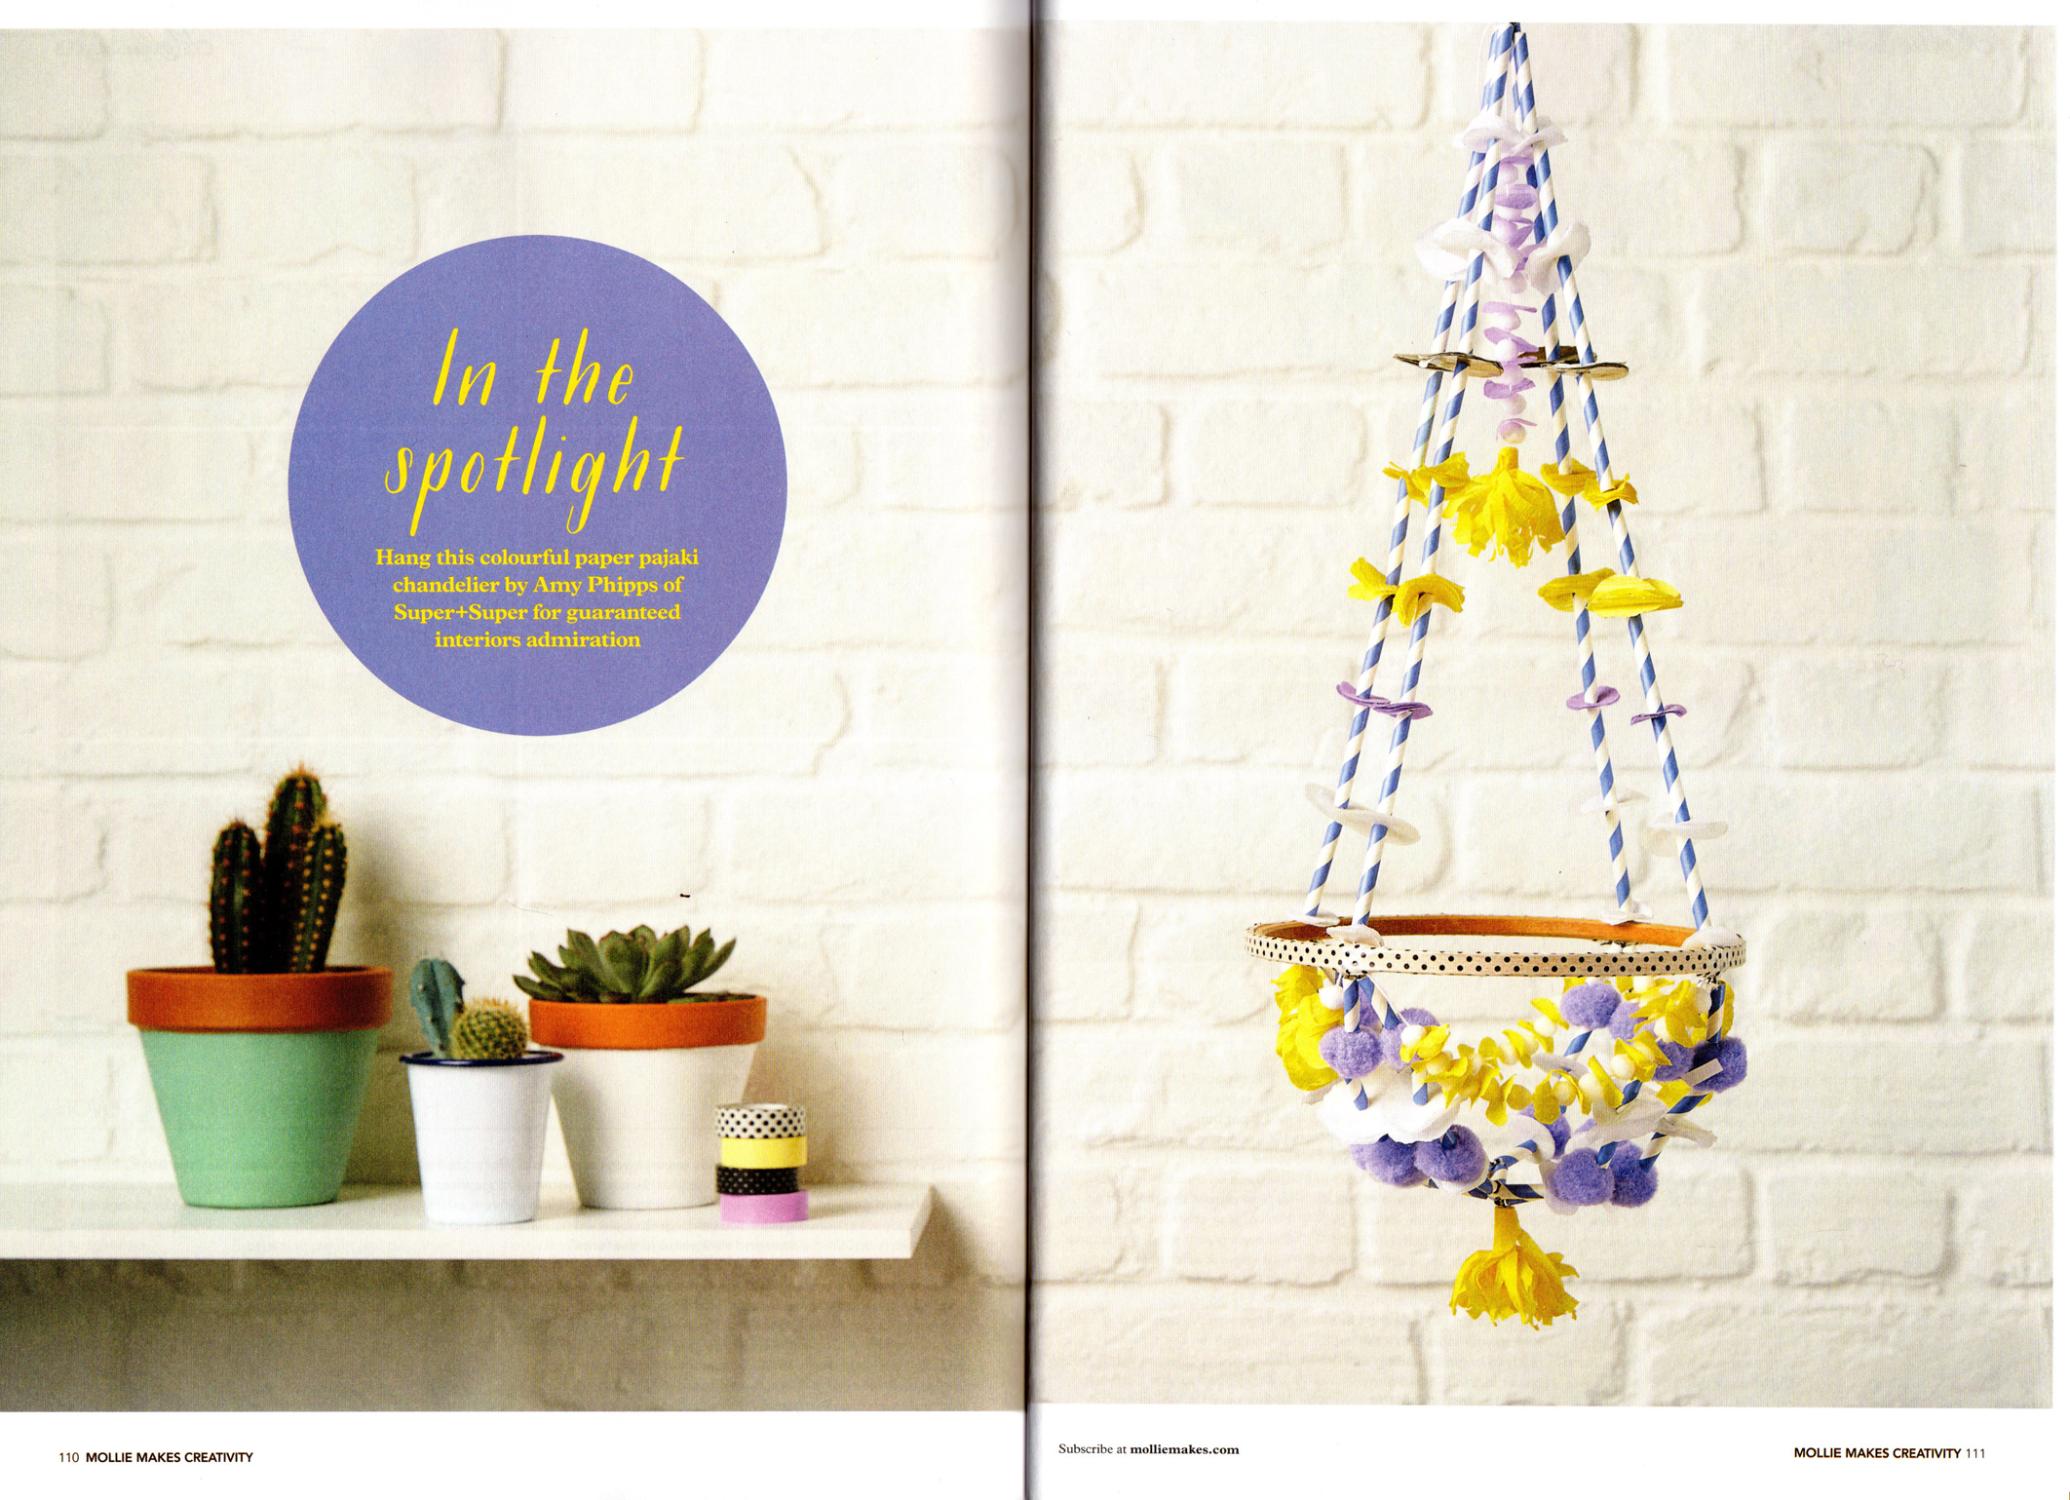 In the
spotlight
Hang this colourful paper pajaki
chandelier by Amy Phipps of
Super+Super for guaranteed
interiors admiration
110 MOLLIE MAKES CREATIVITY
Subscribe at molliemakes.com
MOLLIE MAKES CREATIVITY 111